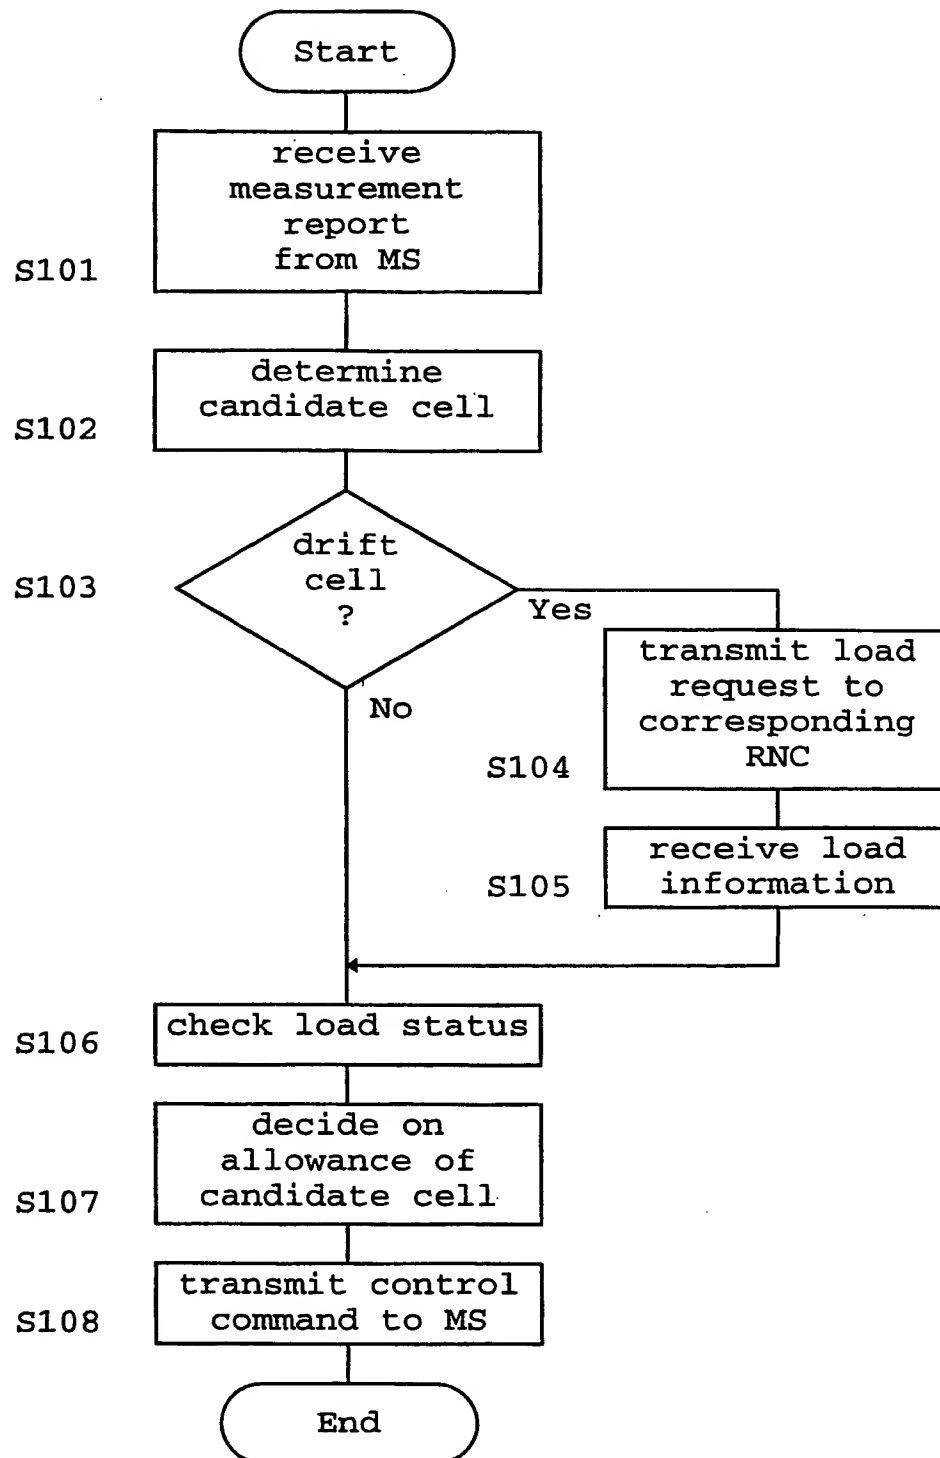 Start
receive
measurement
report
from MS
S101
determine
candidate cell
S102
drift
cell
?
S103
Yes
No
transmit load
request to
corresponding
RNC
S104
receive load
information
S105
check load status
S106
decide on
allowance of
candidate cell
S107
transmit control
command to MS
S108
End